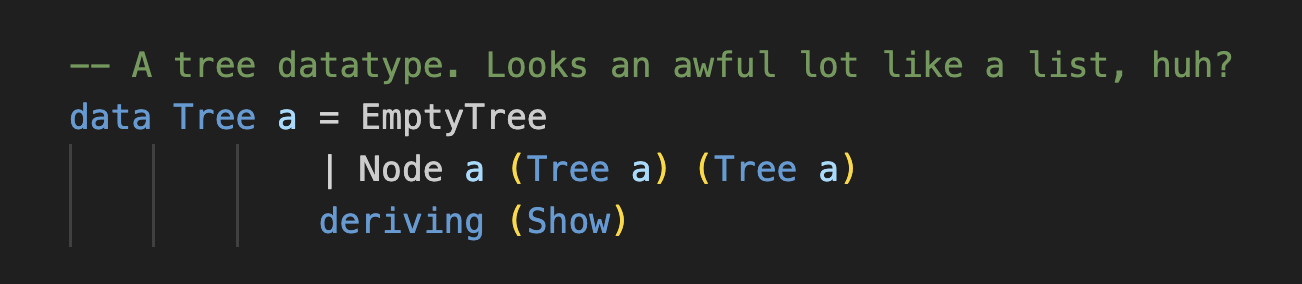 -- A tree datatype. Looks an awful lot like a list, huh?
data Tree a = EmptyTree
| Node a (Tree a) (Tree a)
deriving (Show)